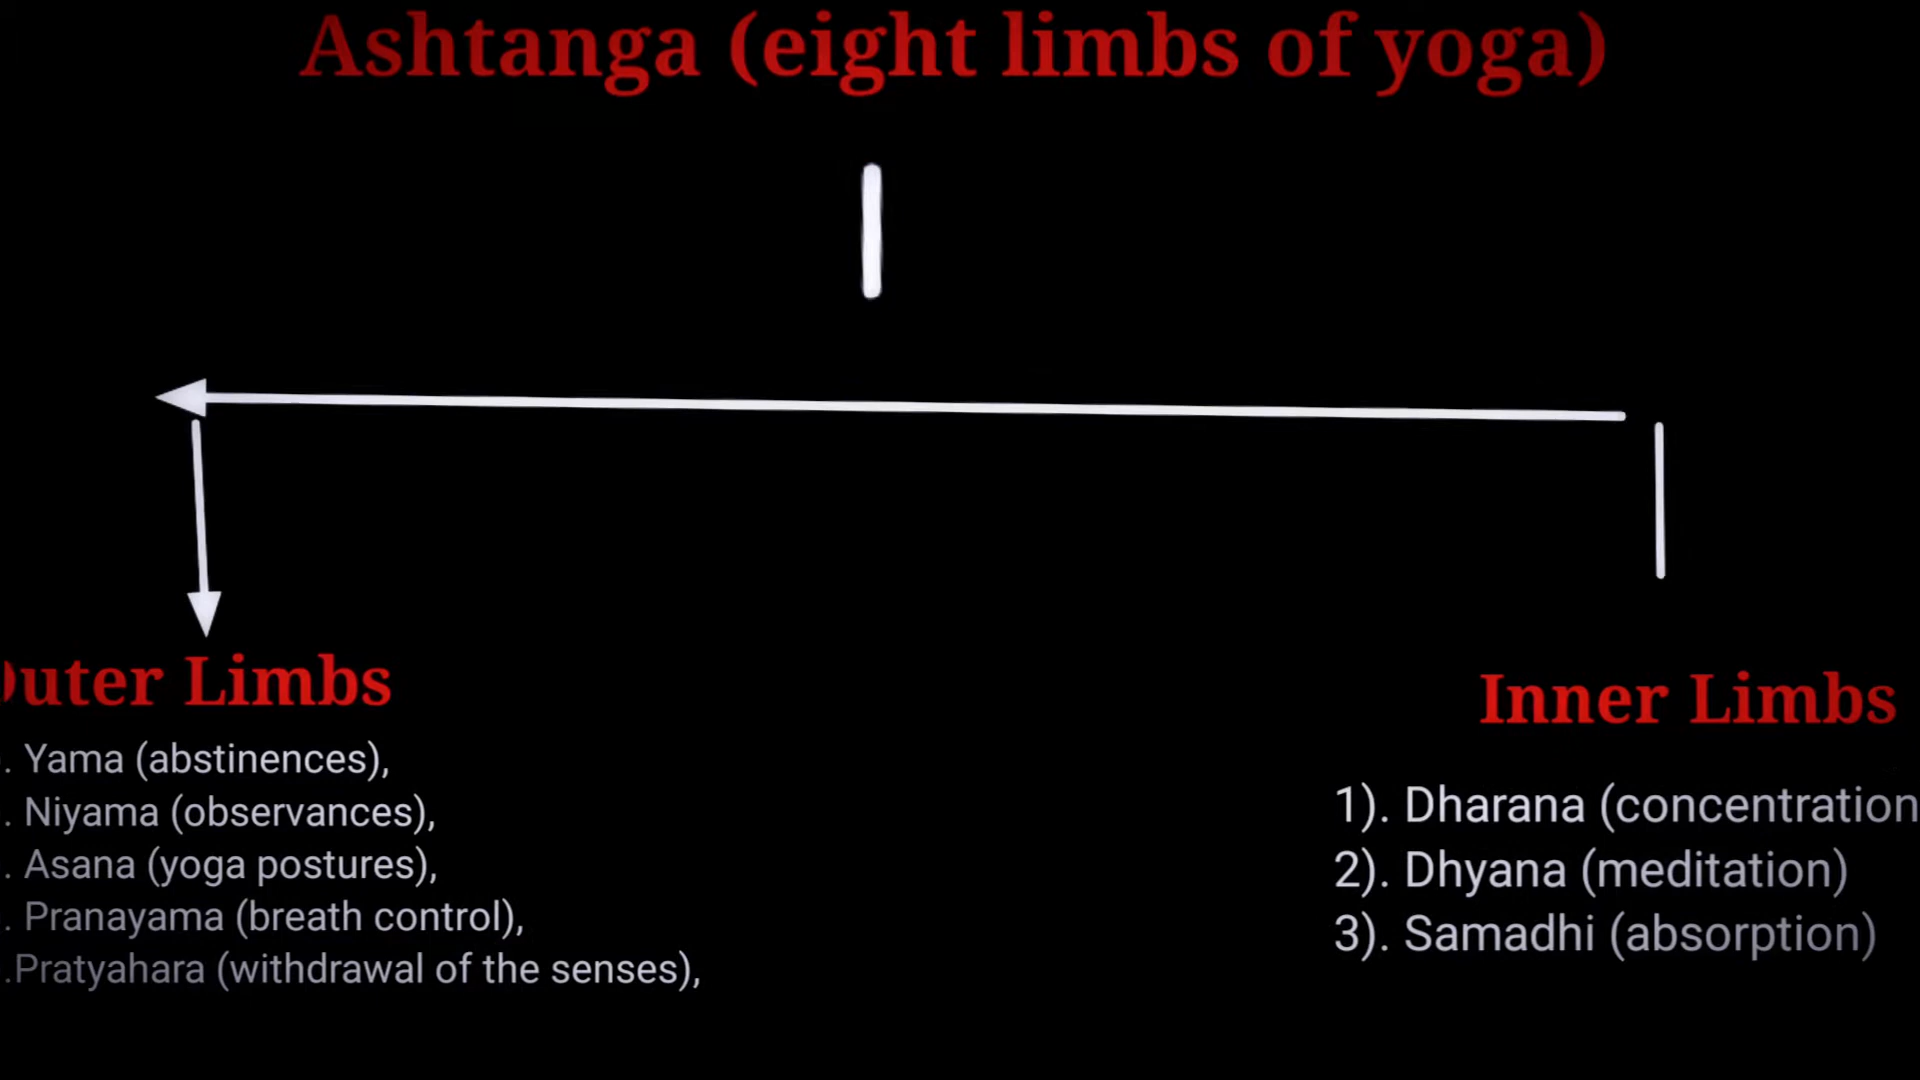 Ashtanga (eight limbs of yoga)
Outer Limbs
. Yama (abstinences),
. Niyama (observances),
. Asana (yoga postures),
. Pranayama (breath control),
.Pratyahara (withdrawal of the senses),
Inner Limbs
1). Dharana (concentration
2). Dhyana (meditation)
3). Samadhi (absorption)